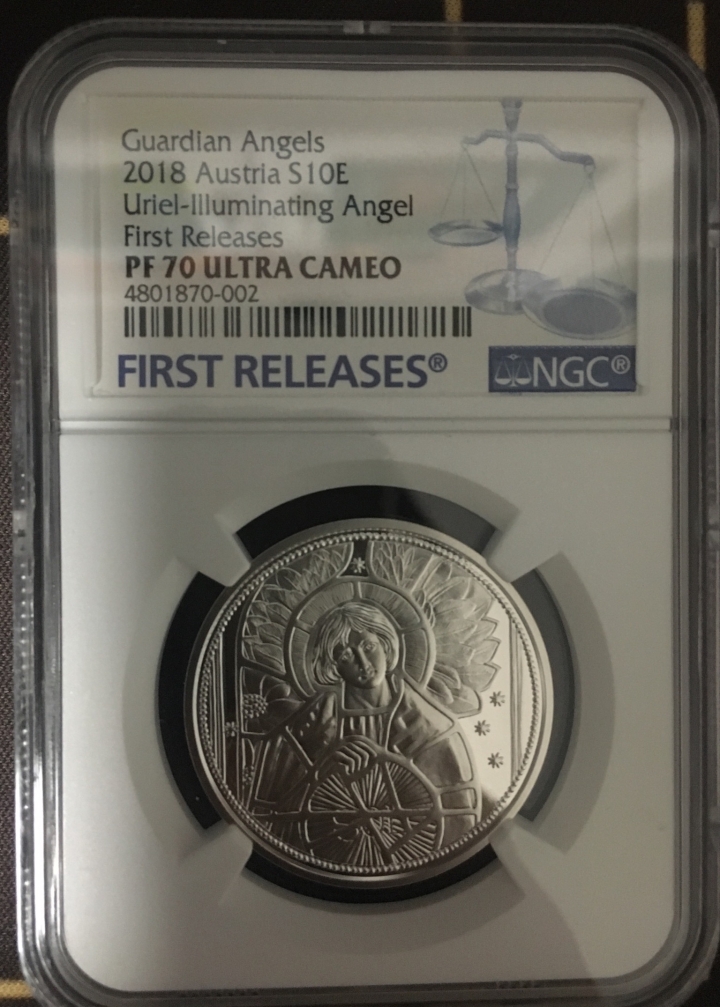 Guardian Angels
2018 Austria S10E
Uriel-Illuminating Angel
First Releases
PF 70 ULTRA CAMEO
4801870-002
FIRST RELEASES®
NGC®